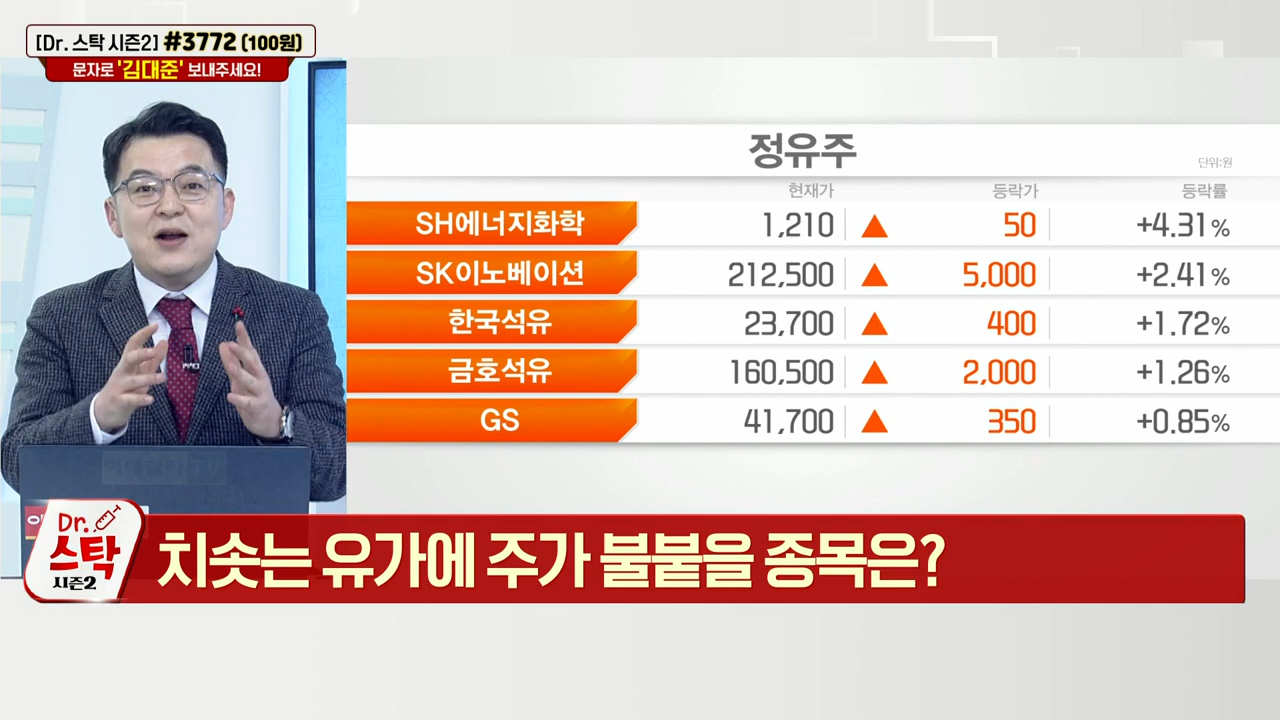 [Dr. 스탁 시즌2] #3772 (100원)
문자로 '김대준' 보내주세요!
정유주
단위:원
현재가 등락가 등락률
SH에너지화학 1,210 ▲ 50 +4.31%
SK이노베이션 212,500 ▲ 5,000 +2.41%
한국석유 23,700 ▲ 400 +1.72%
금호석유 160,500 ▲ 2,000 +1.26%
GS 41,700 ▲ 350 +0.85%
Dr.
스탁
시즌2
치솟는 유가에 주가 불붙을 종목은?